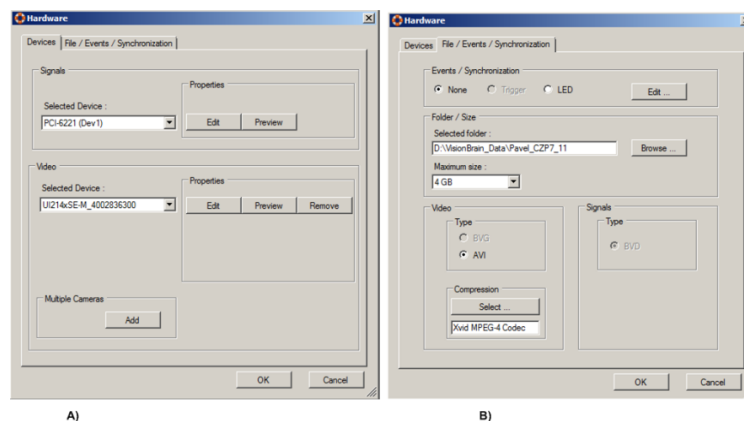 Hardware
Devices File / Events / Synchronization
Signals
Properties
Selected Device :
PCI-6221 (Dev1)
Edit Preview
Video
Properties
Selected Device :
UI214xSE-M_4002836300
Edit Preview Remove
Multiple Cameras
Add
OK Cancel
A)
Hardware
Devices File / Events / Synchronization
Events / Synchronization
None Trigger LED
Edit ...
Folder / Size
Selected folder :
D:\VisionBrain_Data\Pavel_CZP7_11
Browse ...
Maximum size :
4 GB
Video
Signals
Type
Type
BVG
BVD
AVI
Compression
Select ...
Xvid MPEG-4 Codec
OK Cancel
B)